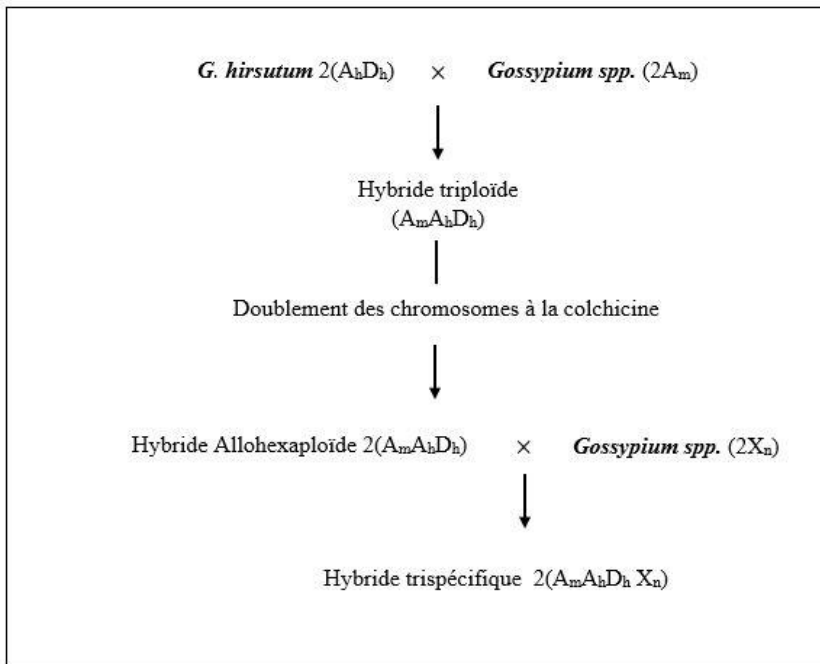 G. hirsutum 2(AₕDₕ) × Gossypium spp. (2Aₘ)
Hybride triploïde
(AₘAₕDₕ)
Doublement des chromosomes à la colchicine
Hybride Allohexaploïde 2(AₘAₕDₕ) × Gossypium spp. (2Xₙ)
Hybride trispécifique 2(AₘAₕDₕ Xₙ)